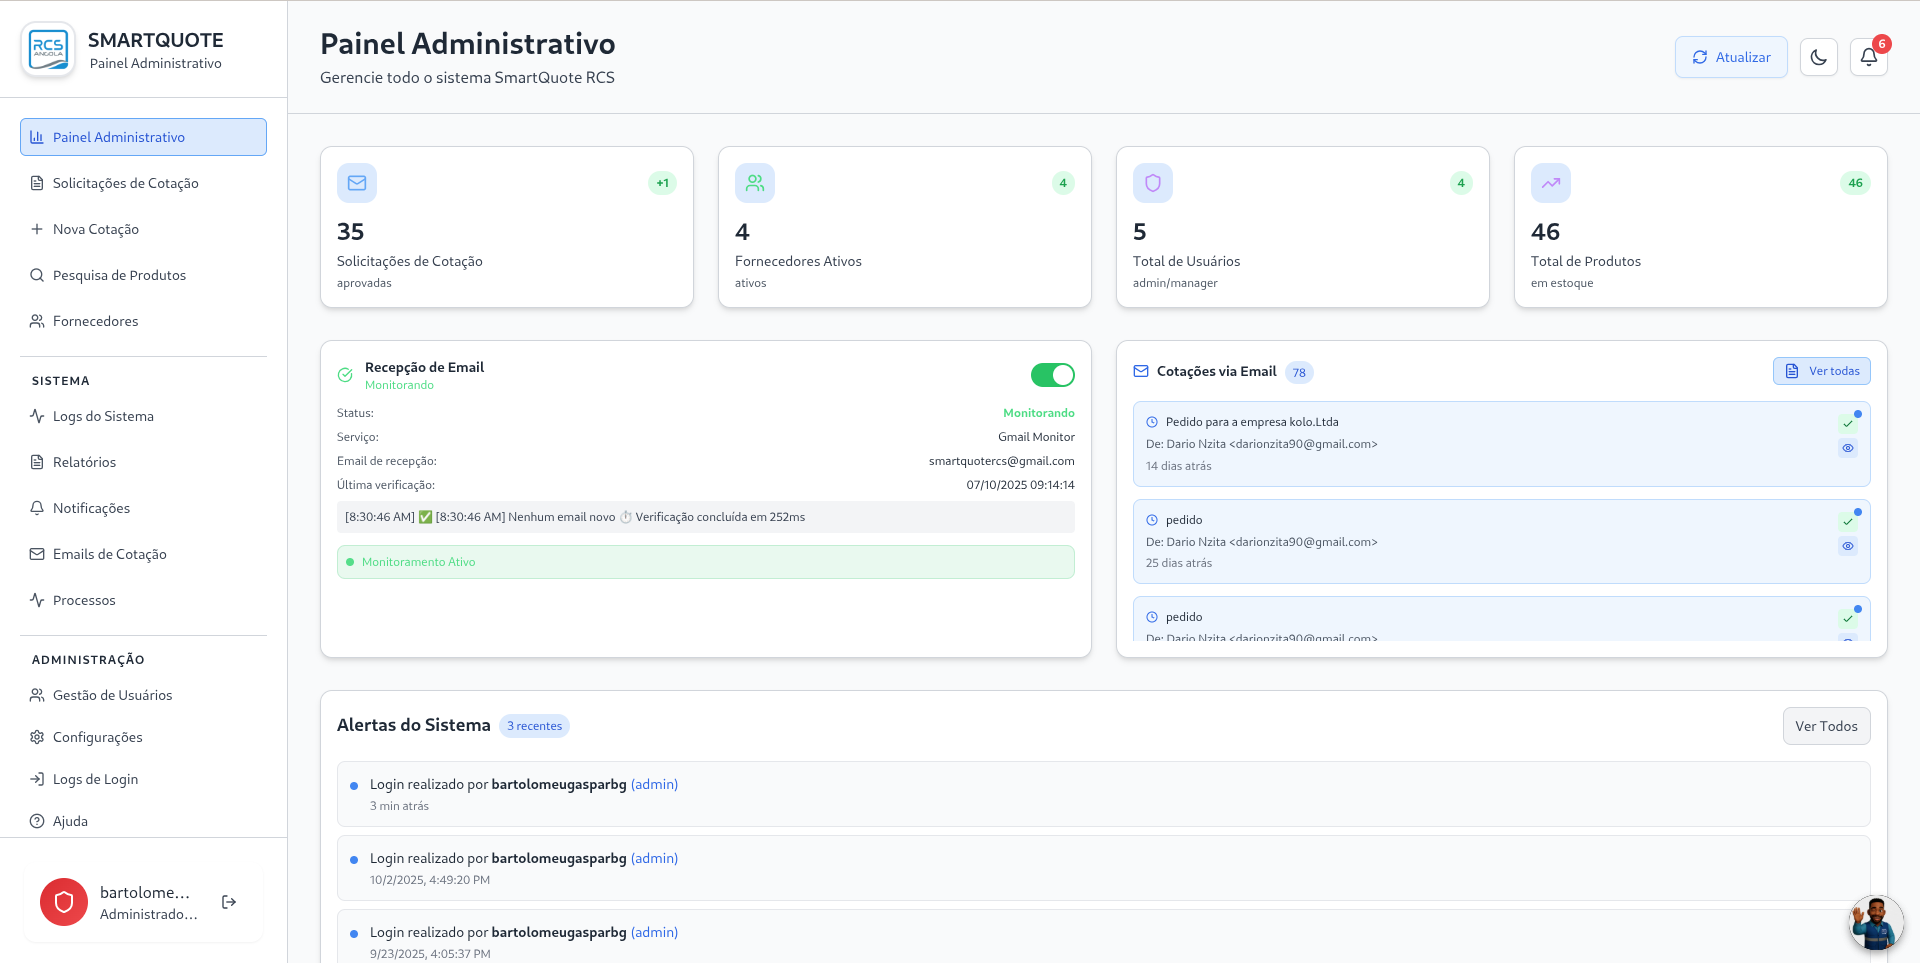 RCS
ANGOLA
SMARTQUOTE
Painel Administrativo
Painel Administrativo
Solicitações de Cotação
Nova Cotação
Pesquisa de Produtos
Fornecedores
SISTEMA
Logs do Sistema
Relatórios
Notificações
Emails de Cotação
Processos
ADMINISTRAÇÃO
Gestão de Usuários
Configurações
Logs de Login
Ajuda
bartolome...
Administrado...
Painel Administrativo
Gerencie todo o sistema SmartQuote RCS
Atualizar
6
+1
35
Solicitações de Cotação
aprovadas
4
4
Fornecedores Ativos
ativos
4
5
Total de Usuários
admin/manager
46
46
Total de Produtos
em estoque
Recepção de Email
Monitorando
Status: Monitorando
Serviço: Gmail Monitor
Email de recepção: smartquotercs@gmail.com
Última verificação: 07/10/2025 09:14:14
[8:30:46 AM] ✅ [8:30:46 AM] Nenhum email novo ⏱️ Verificação concluída em 252ms
Monitoramento Ativo
Cotações via Email 78
Ver todas
Pedido para a empresa kolo.Ltda
De: Dario Nzita <darionzita90@gmail.com>
14 dias atrás
pedido
De: Dario Nzita <darionzita90@gmail.com>
25 dias atrás
pedido
De: Dario Nzita <darionzita90@gmail.com>
Alertas do Sistema 3 recentes
Ver Todos
Login realizado por bartolomeugasparbg (admin)
3 min atrás
Login realizado por bartolomeugasparbg (admin)
10/2/2025, 4:49:20 PM
Login realizado por bartolomeugasparbg (admin)
9/23/2025, 4:05:37 PM